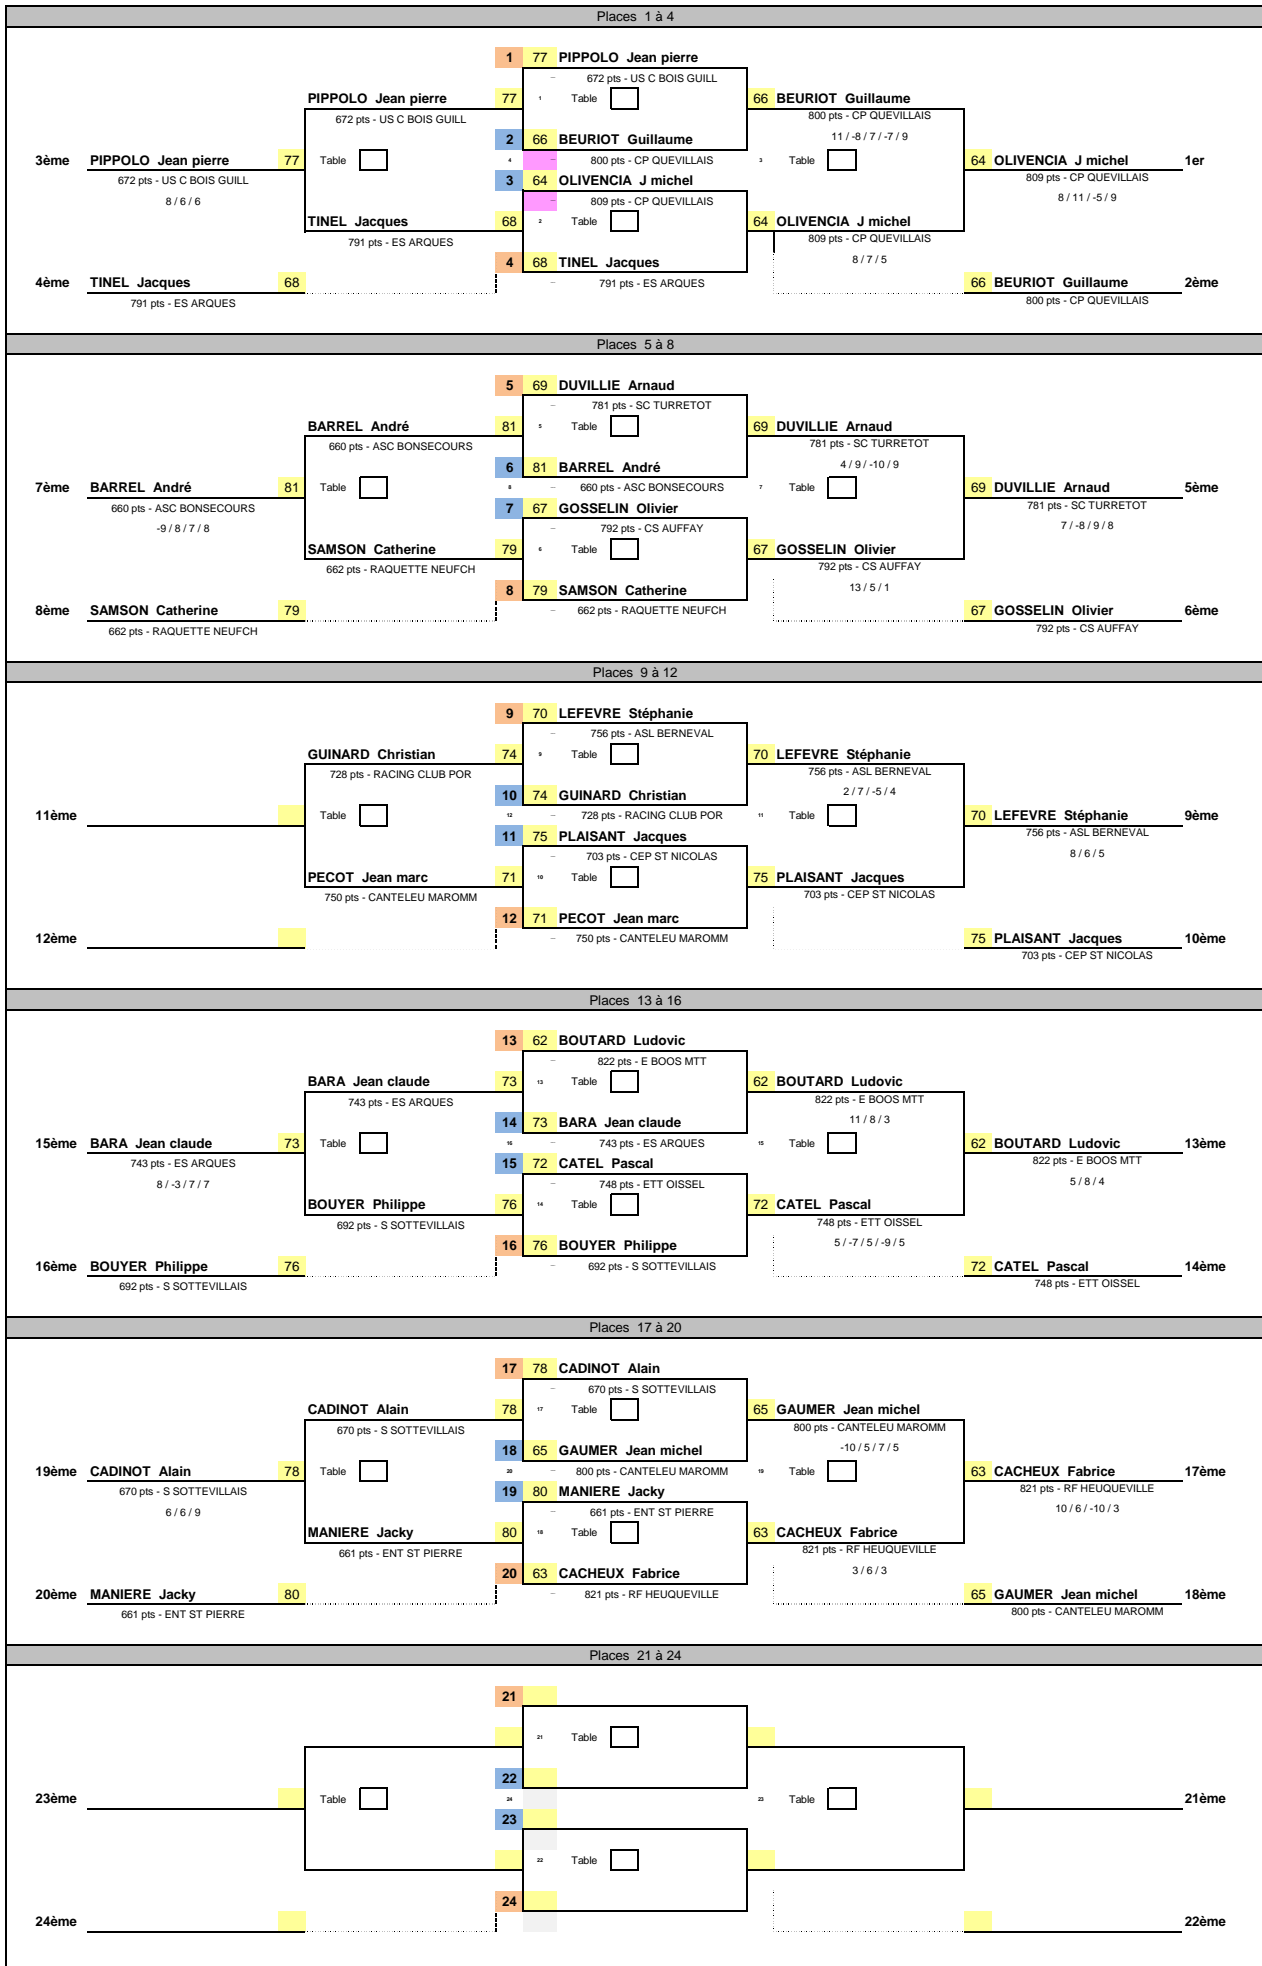 Places 1 à 4
1 77 PIPPOLO Jean pierre
672 pts - US C BOIS GUILL
PIPPOLO Jean pierre 77 1 Table 66 BEURIOT Guillaume
672 pts - US C BOIS GUILL 800 pts - CP QUEVILLAIS
2 66 BEURIOT Guillaume 11 / -8 / 7 / -7 / 9
3ème PIPPOLO Jean pierre 77 Table 4 800 pts - CP QUEVILLAIS 3 Table 64 OLIVENCIA J michel 1er
672 pts - US C BOIS GUILL 3 64 OLIVENCIA J michel 809 pts - CP QUEVILLAIS
8 / 6 / 6 809 pts - CP QUEVILLAIS 8 / 11 / -5 / 9
TINEL Jacques 68 2 Table 64 OLIVENCIA J michel
791 pts - ES ARQUES 809 pts - CP QUEVILLAIS
4 68 TINEL Jacques 8 / 7 / 5
4ème TINEL Jacques 68 791 pts - ES ARQUES 66 BEURIOT Guillaume 2ème
791 pts - ES ARQUES 800 pts - CP QUEVILLAIS
Places 5 à 8
5 69 DUVILLIE Arnaud
781 pts - SC TURRETOT
BARREL André 81 5 Table 69 DUVILLIE Arnaud
660 pts - ASC BONSECOURS 781 pts - SC TURRETOT
6 81 BARREL André 4 / 9 / -10 / 9
7ème BARREL André 81 Table 8 660 pts - ASC BONSECOURS 7 Table 69 DUVILLIE Arnaud 5ème
660 pts - ASC BONSECOURS 7 67 GOSSELIN Olivier 781 pts - SC TURRETOT
-9 / 8 / 7 / 8 792 pts - CS AUFFAY 7 / -8 / 9 / 8
SAMSON Catherine 79 6 Table 67 GOSSELIN Olivier
662 pts - RAQUETTE NEUFCH 792 pts - CS AUFFAY
8 79 SAMSON Catherine 13 / 5 / 1
8ème SAMSON Catherine 79 662 pts - RAQUETTE NEUFCH 67 GOSSELIN Olivier 6ème
662 pts - RAQUETTE NEUFCH 792 pts - CS AUFFAY
Places 9 à 12
9 70 LEFEVRE Stéphanie
756 pts - ASL BERNEVAL
GUINARD Christian 74 9 Table 70 LEFEVRE Stéphanie
728 pts - RACING CLUB POR 756 pts - ASL BERNEVAL
10 74 GUINARD Christian 2 / 7 / -5 / 4
11ème Table 12 728 pts - RACING CLUB POR 11 Table 70 LEFEVRE Stéphanie 9ème
11 75 PLAISANT Jacques 756 pts - ASL BERNEVAL
703 pts - CEP ST NICOLAS 8 / 6 / 5
PECOT Jean marc 71 10 Table 75 PLAISANT Jacques
750 pts - CANTELEU MAROMM 703 pts - CEP ST NICOLAS
12 71 PECOT Jean marc
12ème 750 pts - CANTELEU MAROMM 75 PLAISANT Jacques 10ème
703 pts - CEP ST NICOLAS
Places 13 à 16
13 62 BOUTARD Ludovic
822 pts - E BOOS MTT
BARA Jean claude 73 13 Table 62 BOUTARD Ludovic
743 pts - ES ARQUES 822 pts - E BOOS MTT
14 73 BARA Jean claude 11 / 8 / 3
15ème BARA Jean claude 73 Table 16 743 pts - ES ARQUES 15 Table 62 BOUTARD Ludovic 13ème
743 pts - ES ARQUES 15 72 CATEL Pascal 822 pts - E BOOS MTT
8 / -3 / 7 / 7 748 pts - ETT OISSEL 5 / 8 / 4
BOUYER Philippe 76 14 Table 72 CATEL Pascal
692 pts - S SOTTEVILLAIS 748 pts - ETT OISSEL
16 76 BOUYER Philippe 5 / -7 / 5 / -9 / 5
16ème BOUYER Philippe 76 692 pts - S SOTTEVILLAIS 72 CATEL Pascal 14ème
692 pts - S SOTTEVILLAIS 748 pts - ETT OISSEL
Places 17 à 20
17 78 CADINOT Alain
670 pts - S SOTTEVILLAIS
CADINOT Alain 78 17 Table 65 GAUMER Jean michel
670 pts - S SOTTEVILLAIS 800 pts - CANTELEU MAROMM
18 65 GAUMER Jean michel -10 / 5 / 7 / 5
19ème CADINOT Alain 78 Table 20 800 pts - CANTELEU MAROMM 19 Table 63 CACHEUX Fabrice 17ème
670 pts - S SOTTEVILLAIS 19 80 MANIERE Jacky 821 pts - RF HEUQUEVILLE
6 / 6 / 9 661 pts - ENT ST PIERRE 10 / 6 / -10 / 3
MANIERE Jacky 80 18 Table 63 CACHEUX Fabrice
661 pts - ENT ST PIERRE 821 pts - RF HEUQUEVILLE
20 63 CACHEUX Fabrice 3 / 6 / 3
20ème MANIERE Jacky 80 821 pts - RF HEUQUEVILLE 65 GAUMER Jean michel 18ème
661 pts - ENT ST PIERRE 800 pts - CANTELEU MAROMM
Places 21 à 24
21
21 Table
22
23ème Table 24 23 Table 21ème
23
22 Table
24
24ème 22ème